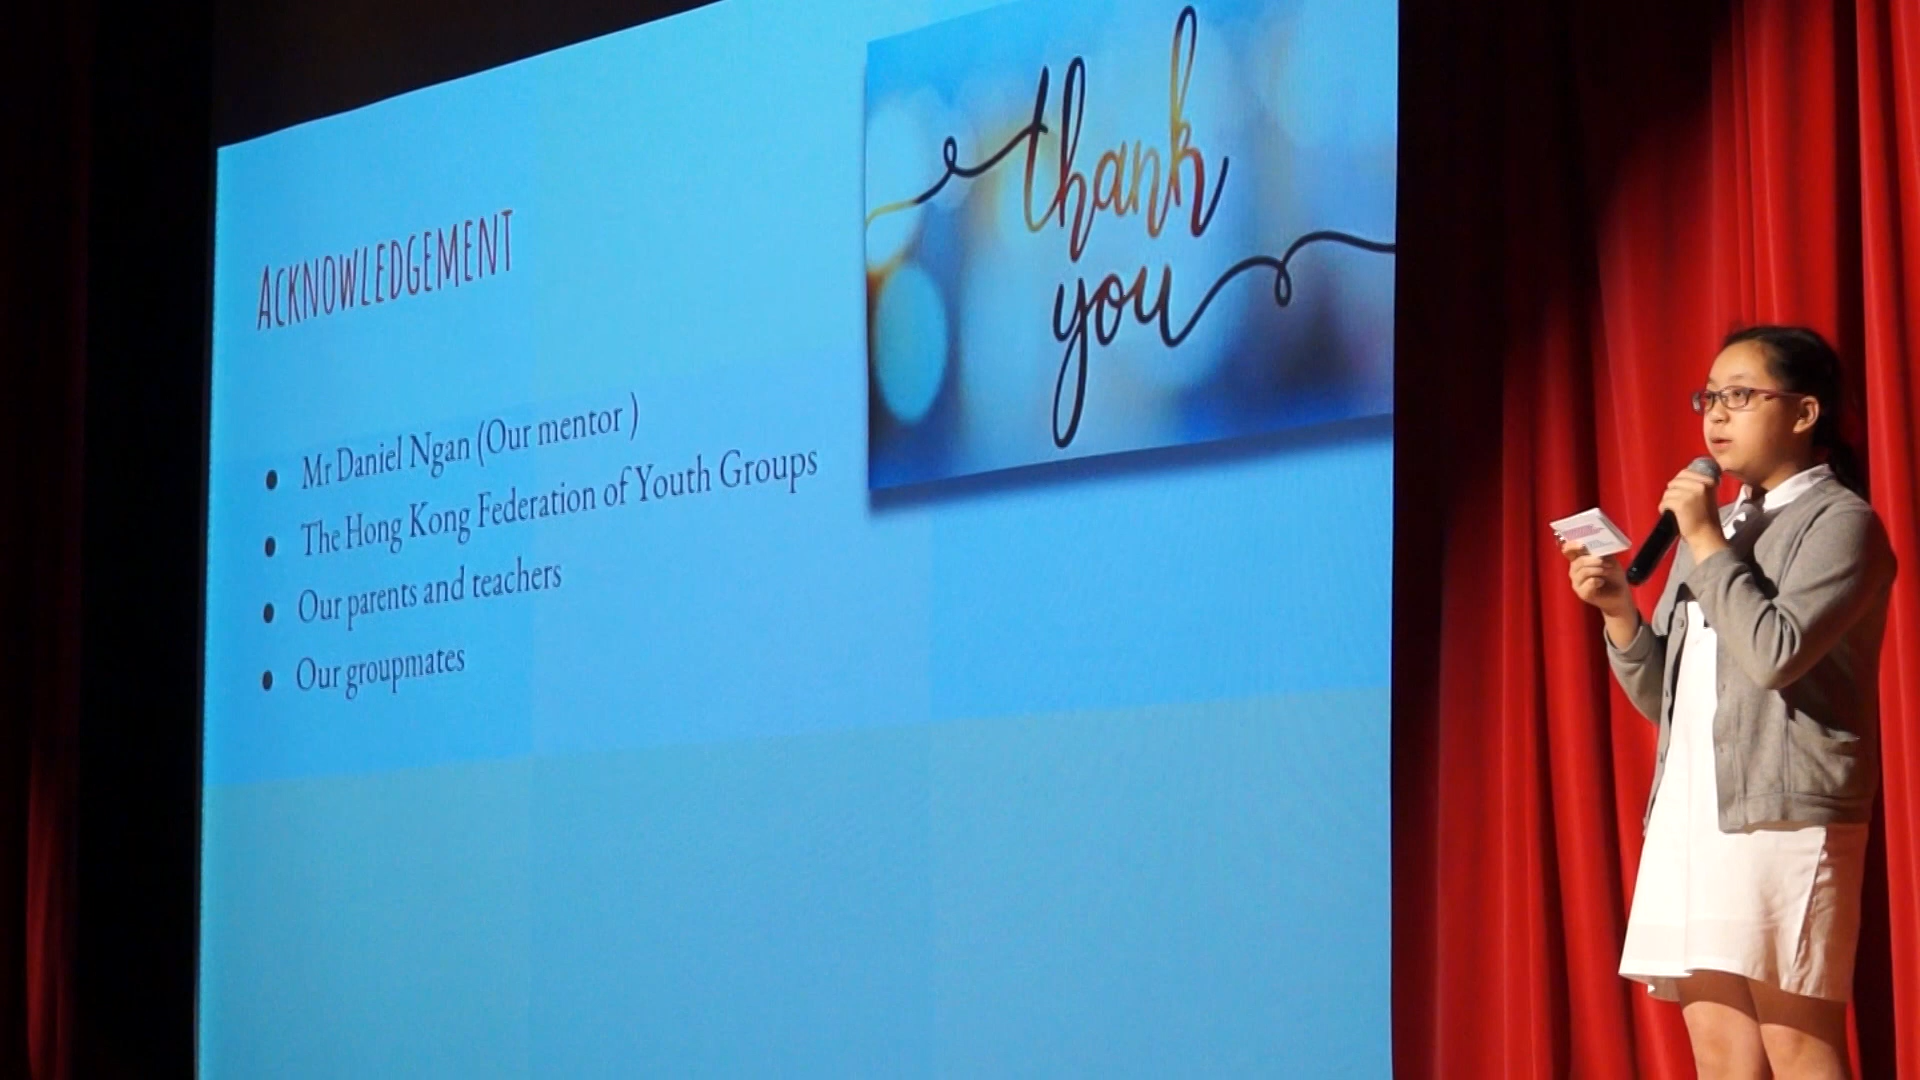 Acknowledgement
thank
you
● Mr Daniel Ngan (Our mentor )
● The Hong Kong Federation of Youth Groups
● Our parents and teachers
● Our groupmates